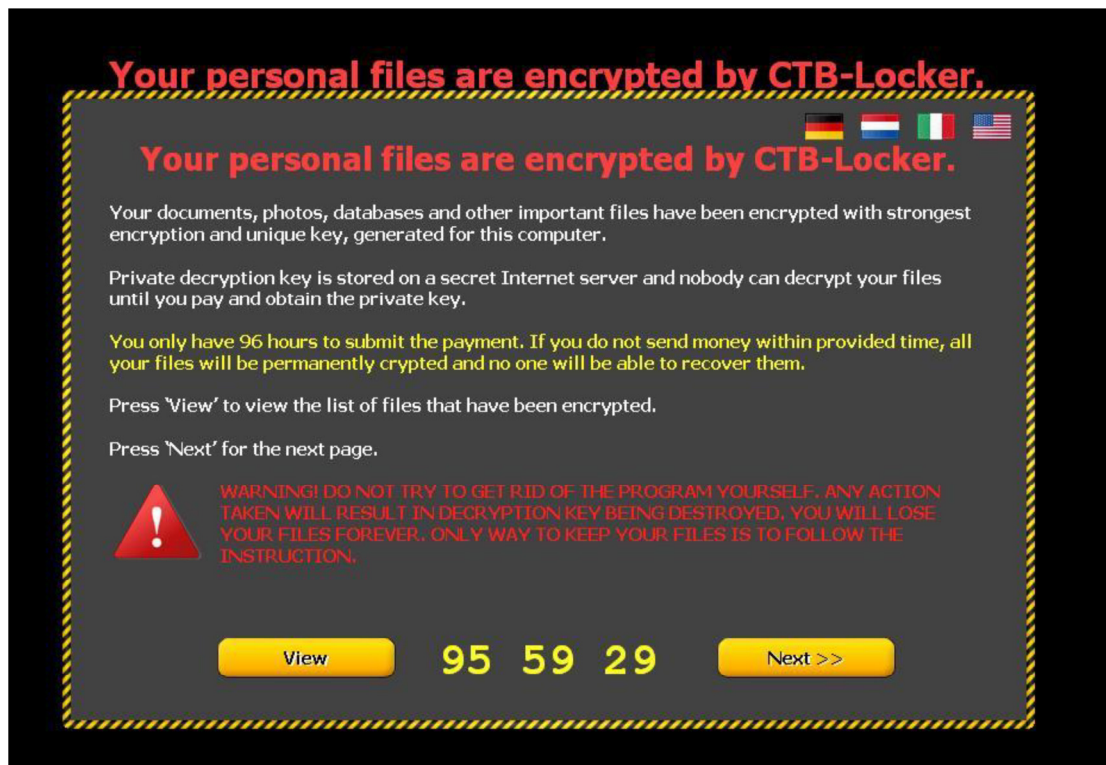 Your personal files are encrypted by CTB-Locker.
Your personal files are encrypted by CTB-Locker.
Your documents, photos, databases and other important files have been encrypted with strongest
encryption and unique key, generated for this computer.
Private decryption key is stored on a secret Internet server and nobody can decrypt your files
until you pay and obtain the private key.
You only have 96 hours to submit the payment. If you do not send money within provided time, all
your files will be permanently crypted and no one will be able to recover them.
Press 'View' to view the list of files that have been encrypted.
Press 'Next' for the next page.
WARNING! DO NOT TRY TO GET RID OF THE PROGRAM YOURSELF. ANY ACTION
TAKEN WILL RESULT IN DECRYPTION KEY BEING DESTROYED. YOU WILL LOSE
YOUR FILES FOREVER. ONLY WAY TO KEEP YOUR FILES IS TO FOLLOW THE
INSTRUCTION.
View 95 59 29 Next >>